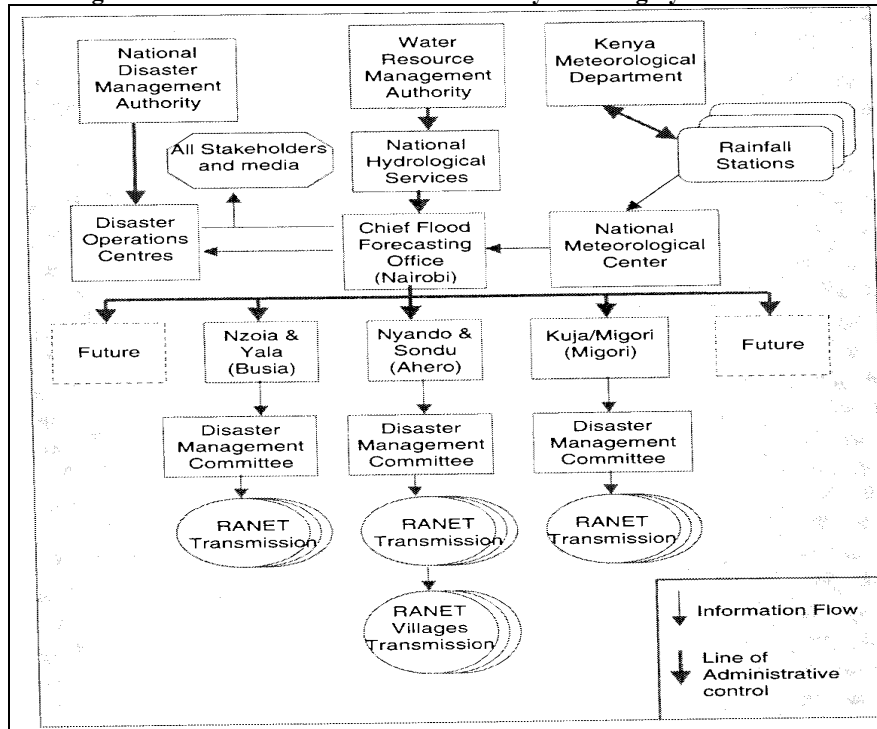 National
Disaster
Management
Authority
Water
Resource
Management
Authority
Kenya
Meteorological
Department
All Stakeholders
and media
National
Hydrological
Services
Rainfall
Stations
Disaster
Operations
Centres
Chief Flood
Forecasting
Office
(Nairobi)
National
Meteorological
Center
Future
Nzoia &
Yala
(Busia)
Nyando &
Sondu
(Ahero)
Kuja/Migori
(Migori)
Future
Disaster
Management
Committee
Disaster
Management
Committee
Disaster
Management
Committee
RANET
Transmission
RANET
Transmission
RANET
Transmission
RANET
Villages
Transmission
Information Flow
Line of
Administrative
control